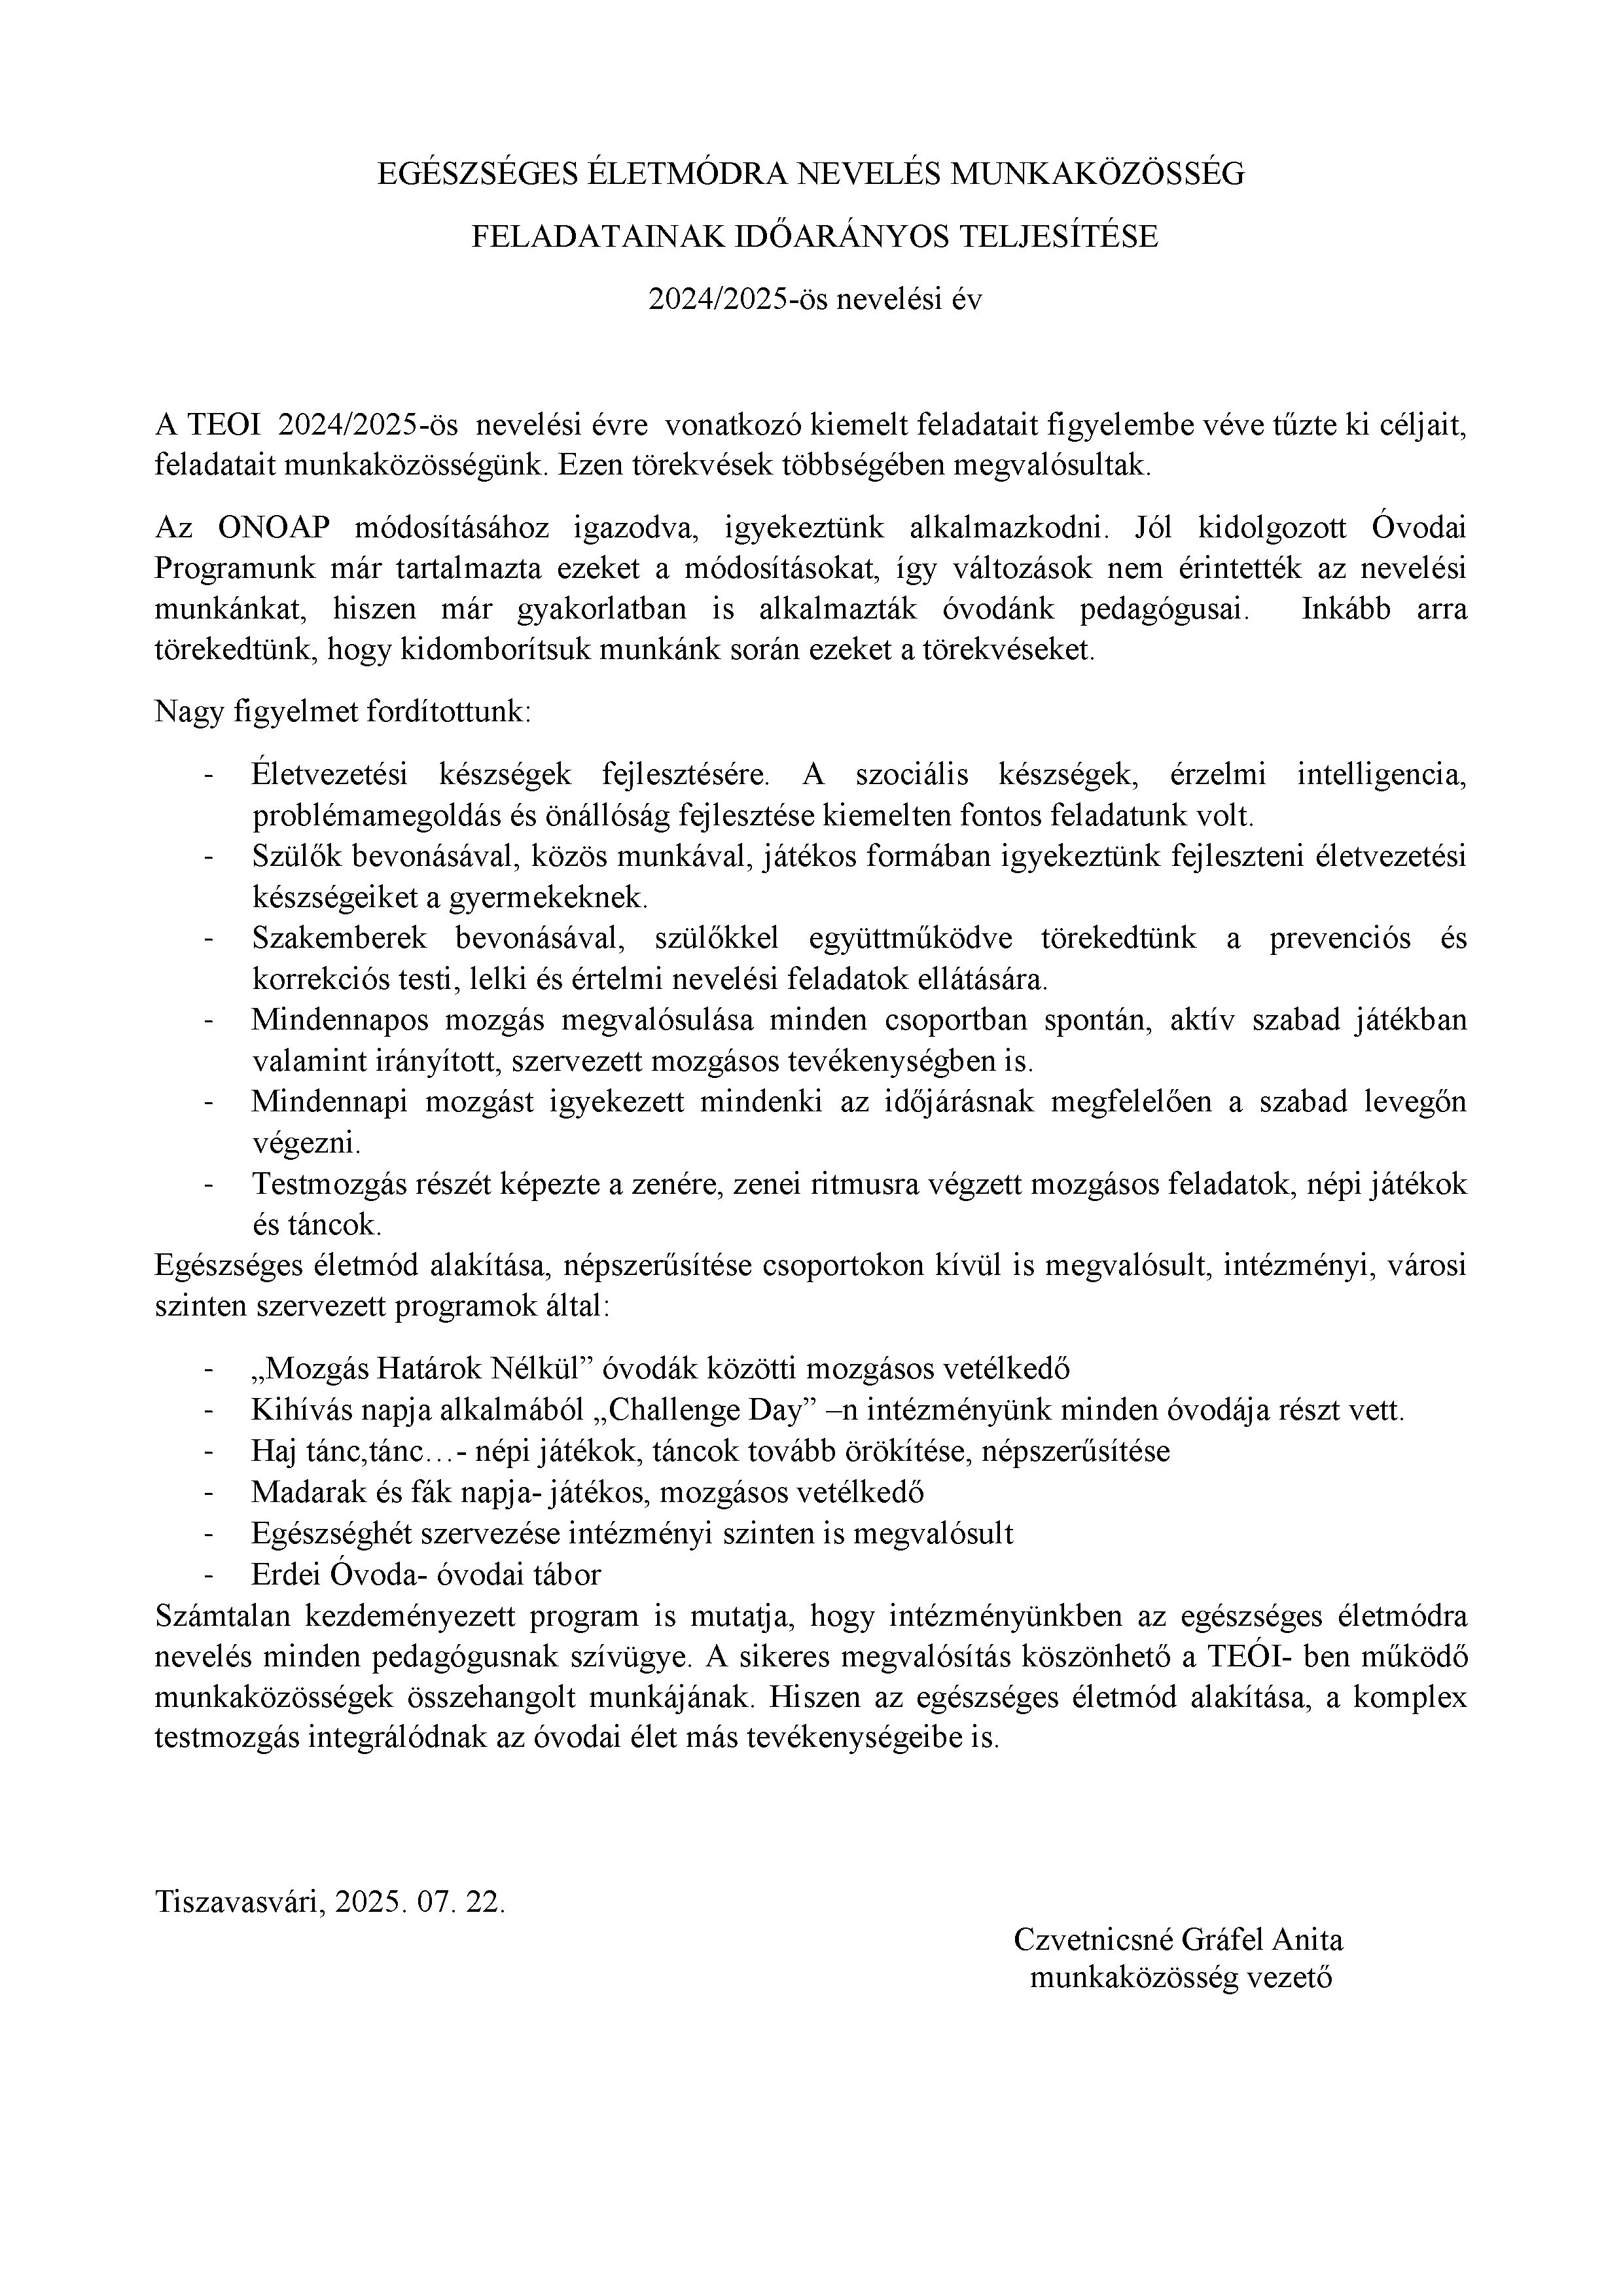 EGÉSZSÉGES ÉLETMÓDRA NEVELÉS MUNKAKÖZÖSSÉG
FELADATAINAK IDŐARÁNYOS TELJESÍTÉSE
2024/2025-ös nevelési év
A TEOI 2024/2025-ös nevelési évre vonatkozó kiemelt feladatait figyelembe véve tűzte ki céljait,
feladatait munkaközösségünk. Ezen törekvések többségében megvalósultak.
Az ONOAP módosításához igazodva, igyekeztünk alkalmazkodni. Jól kidolgozott Óvodai
Programunk már tartalmazta ezeket a módosításokat, így változások nem érintették az nevelési
munkánkat, hiszen már gyakorlatban is alkalmazták óvodánk pedagógusai. Inkább arra
törekedtünk, hogy kidomborítsuk munkánk során ezeket a törekvéseket.
Nagy figyelmet fordítottunk:
- Életvezetési készségek fejlesztésére. A szociális készségek, érzelmi intelligencia,
problémamegoldás és önállóság fejlesztése kiemelten fontos feladatunk volt.
- Szülők bevonásával, közös munkával, játékos formában igyekeztünk fejleszteni életvezetési
készségeiket a gyermekeknek.
- Szakemberek bevonásával, szülőkkel együttműködve törekedtünk a prevenciós és
korrekciós testi, lelki és értelmi nevelési feladatok ellátására.
- Mindennapos mozgás megvalósulása minden csoportban spontán, aktív szabad játékban
valamint irányított, szervezett mozgásos tevékenységben is.
- Mindennapi mozgást igyekezett mindenki az időjárásnak megfelelően a szabad levegőn
végezni.
- Testmozgás részét képezte a zenére, zenei ritmusra végzett mozgásos feladatok, népi játékok
és táncok.
Egészséges életmód alakítása, népszerűsítése csoportokon kívül is megvalósult, intézményi, városi
szinten szervezett programok által:
- „Mozgás Határok Nélkül” óvodák közötti mozgásos vetélkedő
- Kihívás napja alkalmából „Challenge Day” –n intézményünk minden óvodája részt vett.
- Haj tánc,tánc…- népi játékok, táncok tovább örökítése, népszerűsítése
- Madarak és fák napja- játékos, mozgásos vetélkedő
- Egészséghét szervezése intézményi szinten is megvalósult
- Erdei Óvoda- óvodai tábor
Számtalan kezdeményezett program is mutatja, hogy intézményünkben az egészséges életmódra
nevelés minden pedagógusnak szívügye. A sikeres megvalósítás köszönhető a TEÓI- ben működő
munkaközösségek összehangolt munkájának. Hiszen az egészséges életmód alakítása, a komplex
testmozgás integrálódnak az óvodai élet más tevékenységeibe is.
Tiszavasvári, 2025. 07. 22.
Czvetnicsné Gráfel Anita
munkaközösség vezető